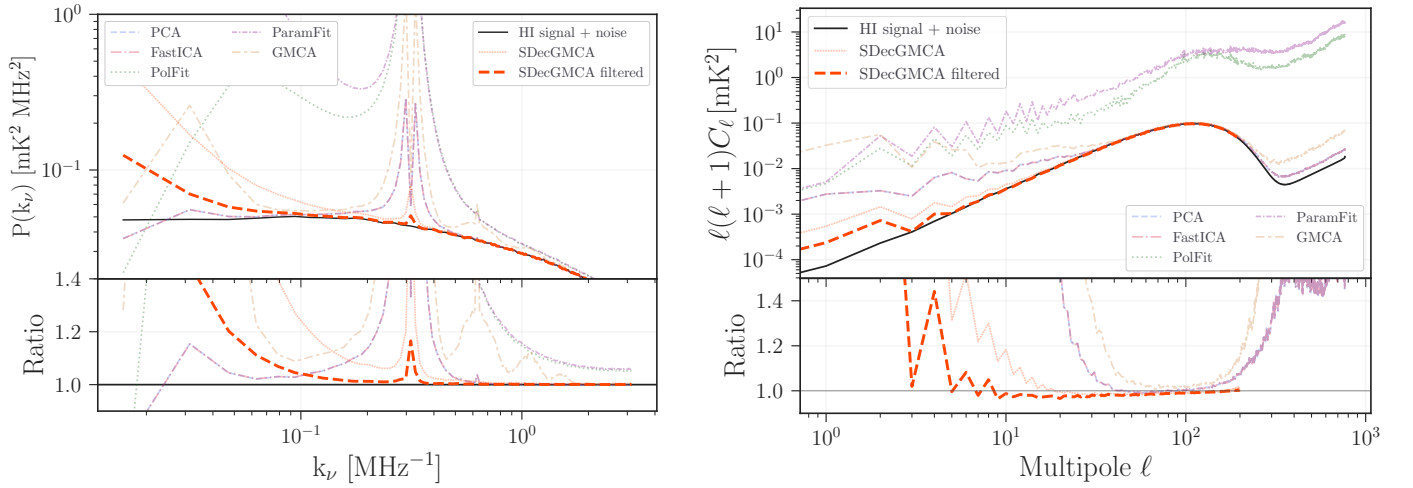 P(kν) [mK² MHz²]
10⁰
10⁻¹
PCA
FastICA
PolFit
ParamFit
GMCA
HI signal + noise
SDecGMCA
SDecGMCA filtered
Ratio
1.4
1.2
1.0
10⁻¹
10⁰
kν [MHz⁻¹]
ℓ(ℓ + 1)Cℓ [mK²]
10¹
10⁰
10⁻¹
10⁻²
10⁻³
10⁻⁴
HI signal + noise
SDecGMCA
SDecGMCA filtered
PCA
FastICA
PolFit
ParamFit
GMCA
Ratio
1.4
1.2
1.0
10⁰
10¹
10²
10³
Multipole ℓ